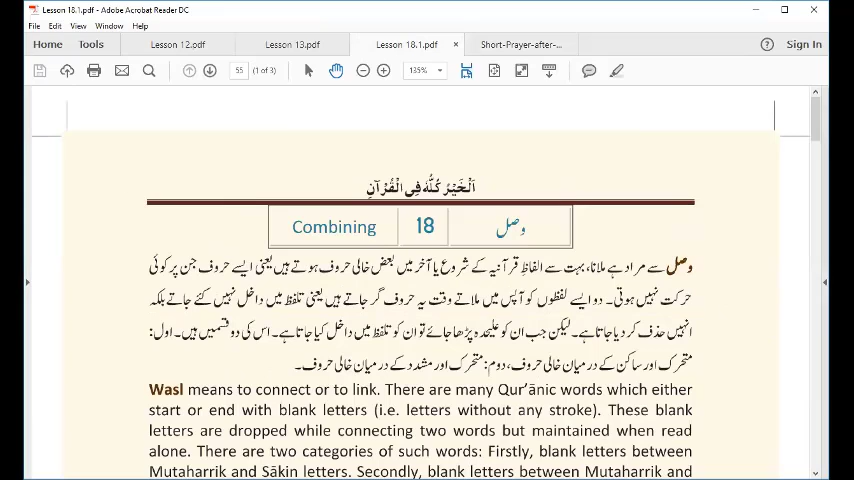 Lesson 18.1.pdf - Adobe Acrobat Reader DC
File Edit View Window Help
Home Tools Lesson 12.pdf Lesson 13.pdf Lesson 18.1.pdf × Short-Prayer-after-... Sign In
55 (1 of 3) 135%
اَلْخَيْرُ كُلُّهٗ فِی الْقُرْآنِ
Combining 18 وصل
وصل سے مراد ہے ملانا، بہت سے الفاظِ قرآنیہ کے شروع یا آخر میں بعض خالی حروف ہوتے ہیں یعنی ایسے حروف جن پر کوئی
حرکت نہیں ہوتی۔ دو ایسے لفظوں کو آپس میں ملاتے وقت یہ حروف گر جاتے ہیں یعنی تلفظ میں داخل نہیں کئے جاتے بلکہ
انہیں حذف کر دیا جاتا ہے۔ لیکن جب ان کو علیحدہ پڑھا جائے تو ان کو تلفظ میں داخل کیا جاتا ہے۔ اس کی دو قسمیں ہیں۔ اول:
متحرک اور ساکن کے درمیان خالی حروف، دوم: متحرک اور مشدد کے درمیان خالی حروف۔
Wasl means to connect or to link. There are many Qur’ānic words which either
start or end with blank letters (i.e. letters without any stroke). These blank
letters are dropped while connecting two words but maintained when read
alone. There are two categories of such words: Firstly, blank letters between
Mutaharrik and Sākin letters. Secondly, blank letters between Mutaharrik and